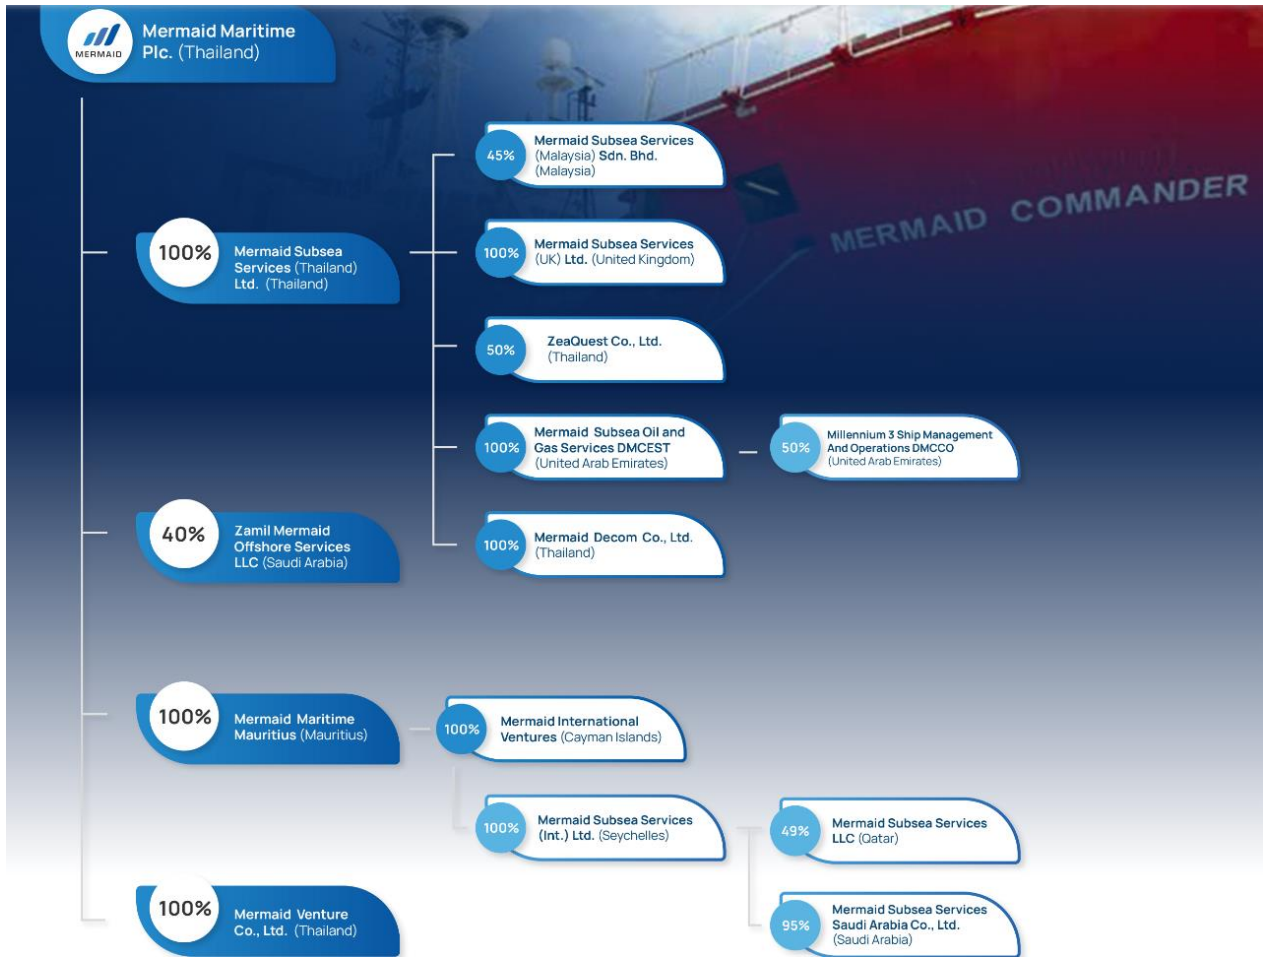 MERMAID
Mermaid Maritime
Plc. (Thailand)
MERMAID COMMANDER
45%
Mermaid Subsea Services
(Malaysia) Sdn. Bhd.
(Malaysia)
100%
Mermaid Subsea
Services (Thailand)
Ltd. (Thailand)
100%
Mermaid Subsea Services
(UK) Ltd. (United Kingdom)
50%
ZeaQuest Co., Ltd.
(Thailand)
100%
Mermaid Subsea Oil and
Gas Services DMCEST
(United Arab Emirates)
50%
Millennium 3 Ship Management
And Operations DMCCO
(United Arab Emirates)
40%
Zamil Mermaid
Offshore Services
LLC (Saudi Arabia)
100%
Mermaid Decom Co., Ltd.
(Thailand)
100%
Mermaid Maritime
Mauritius (Mauritius)
100%
Mermaid International
Ventures (Cayman Islands)
100%
Mermaid Subsea Services
(Int.) Ltd. (Seychelles)
49%
Mermaid Subsea Services
LLC (Qatar)
100%
Mermaid Venture
Co., Ltd. (Thailand)
95%
Mermaid Subsea Services
Saudi Arabia Co., Ltd.
(Saudi Arabia)